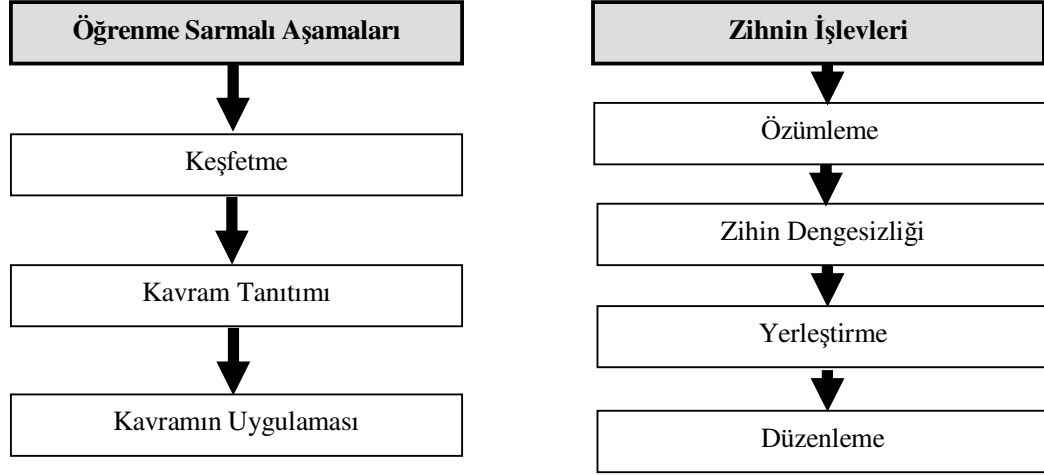 Öğrenme Sarmalı Aşamaları
Keşfetme
Kavram Tanıtımı
Kavramın Uygulaması
Zihnin İşlevleri
Özümleme
Zihin Dengesizliği
Yerleştirme
Düzenleme